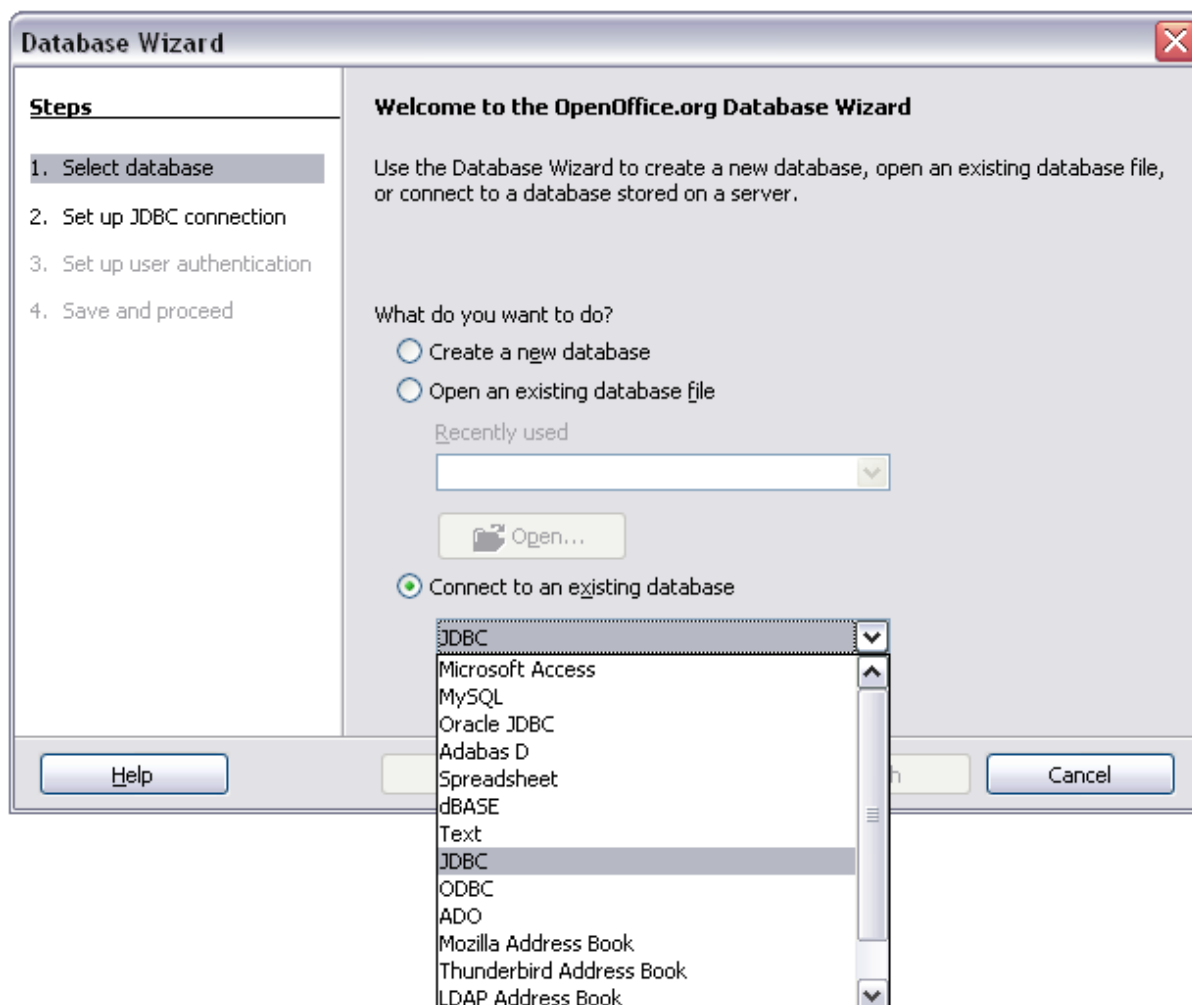 Database Wizard
Steps
1. Select database
2. Set up JDBC connection
3. Set up user authentication
4. Save and proceed
Welcome to the OpenOffice.org Database Wizard
Use the Database Wizard to create a new database, open an existing database file,
or connect to a database stored on a server.
What do you want to do?
Create a new database
Open an existing database file
Recently used
Open...
Connect to an existing database
JDBC
Microsoft Access
MySQL
Oracle JDBC
Adabas D
Spreadsheet
dBASE
Text
JDBC
ODBC
ADO
Mozilla Address Book
Thunderbird Address Book
LDAP Address Book
Help
Cancel